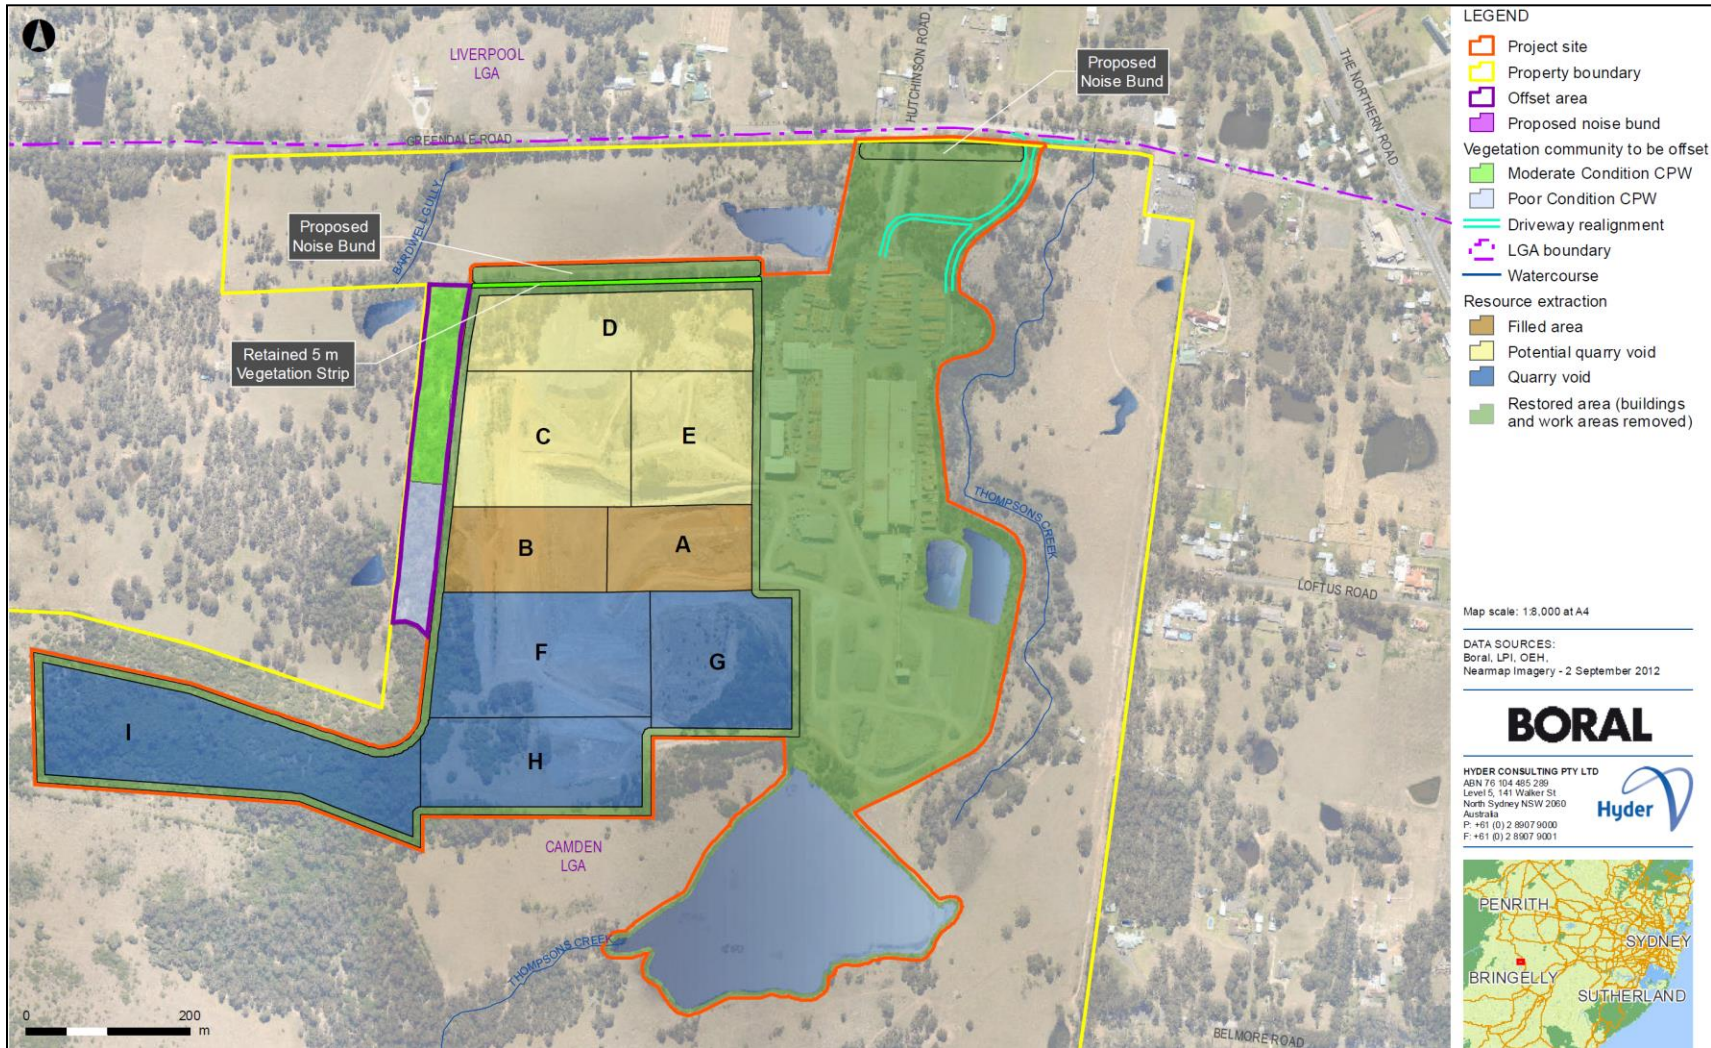 LIVERPOOL
LGA
HUTCHINSON ROAD
Proposed
Noise Bund
THE NORTHERN ROAD
GREENDALE ROAD
BARDWELL GULLY
Proposed
Noise Bund
Retained 5 m
Vegetation Strip
D
C
E
B
A
F
G
H
I
THOMPSONS CREEK
LOFTUS ROAD
CAMDEN
LGA
THOMPSONS CREEK
BELMORE ROAD
0 200
m
LEGEND
Project site
Property boundary
Offset area
Proposed noise bund
Vegetation community to be offset
Moderate Condition CPW
Poor Condition CPW
Driveway realignment
LGA boundary
Watercourse
Resource extraction
Filled area
Potential quarry void
Quarry void
Restored area (buildings
and work areas removed)
Map scale: 1:8,000 at A4
DATA SOURCES:
Boral, LPI, OEH,
Nearmap Imagery - 2 September 2012
BORAL
HYDER CONSULTING PTY LTD
ABN 76 104 485 289
Level 5, 141 Walker St
North Sydney NSW 2060
Australia
P: +61 (0) 2 8907 9000
F: +61 (0) 2 8907 9001
Hyder
PENRITH
SYDNEY
BRINGELLY
SUTHERLAND